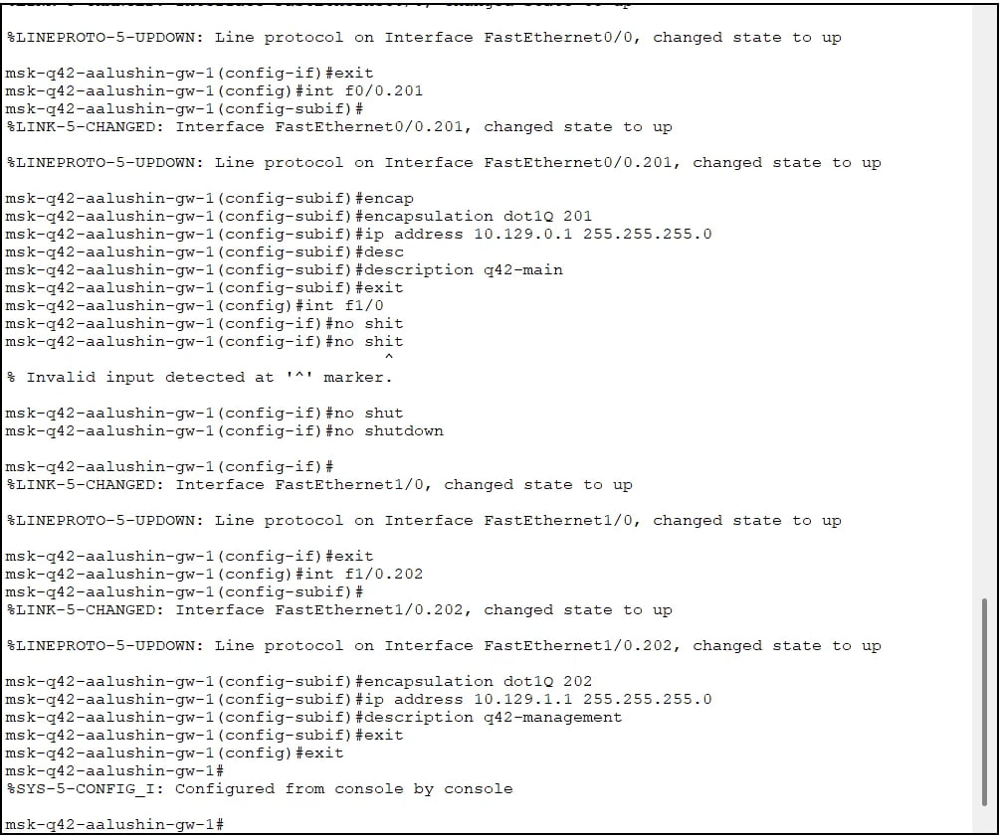 %LINEPROTO-5-UPDOWN: Line protocol on Interface FastEthernet0/0, changed state to up
msk-q42-aalushin-gw-1(config-if)#exit
msk-q42-aalushin-gw-1(config)#int f0/0.201
msk-q42-aalushin-gw-1(config-subif)#
%LINK-5-CHANGED: Interface FastEthernet0/0.201, changed state to up
%LINEPROTO-5-UPDOWN: Line protocol on Interface FastEthernet0/0.201, changed state to up
msk-q42-aalushin-gw-1(config-subif)#encap
msk-q42-aalushin-gw-1(config-subif)#encapsulation dot1Q 201
msk-q42-aalushin-gw-1(config-subif)#ip address 10.129.0.1 255.255.255.0
msk-q42-aalushin-gw-1(config-subif)#desc
msk-q42-aalushin-gw-1(config-subif)#description q42-main
msk-q42-aalushin-gw-1(config-subif)#exit
msk-q42-aalushin-gw-1(config)#int f1/0
msk-q42-aalushin-gw-1(config-if)#no shit
msk-q42-aalushin-gw-1(config-if)#no shit
^
% Invalid input detected at '^' marker.
msk-q42-aalushin-gw-1(config-if)#no shut
msk-q42-aalushin-gw-1(config-if)#no shutdown
msk-q42-aalushin-gw-1(config-if)#
%LINK-5-CHANGED: Interface FastEthernet1/0, changed state to up
%LINEPROTO-5-UPDOWN: Line protocol on Interface FastEthernet1/0, changed state to up
msk-q42-aalushin-gw-1(config-if)#exit
msk-q42-aalushin-gw-1(config)#int f1/0.202
msk-q42-aalushin-gw-1(config-subif)#
%LINK-5-CHANGED: Interface FastEthernet1/0.202, changed state to up
%LINEPROTO-5-UPDOWN: Line protocol on Interface FastEthernet1/0.202, changed state to up
msk-q42-aalushin-gw-1(config-subif)#encapsulation dot1Q 202
msk-q42-aalushin-gw-1(config-subif)#ip address 10.129.1.1 255.255.255.0
msk-q42-aalushin-gw-1(config-subif)#description q42-management
msk-q42-aalushin-gw-1(config-subif)#exit
msk-q42-aalushin-gw-1(config)#exit
msk-q42-aalushin-gw-1#
%SYS-5-CONFIG_I: Configured from console by console
msk-q42-aalushin-gw-1#